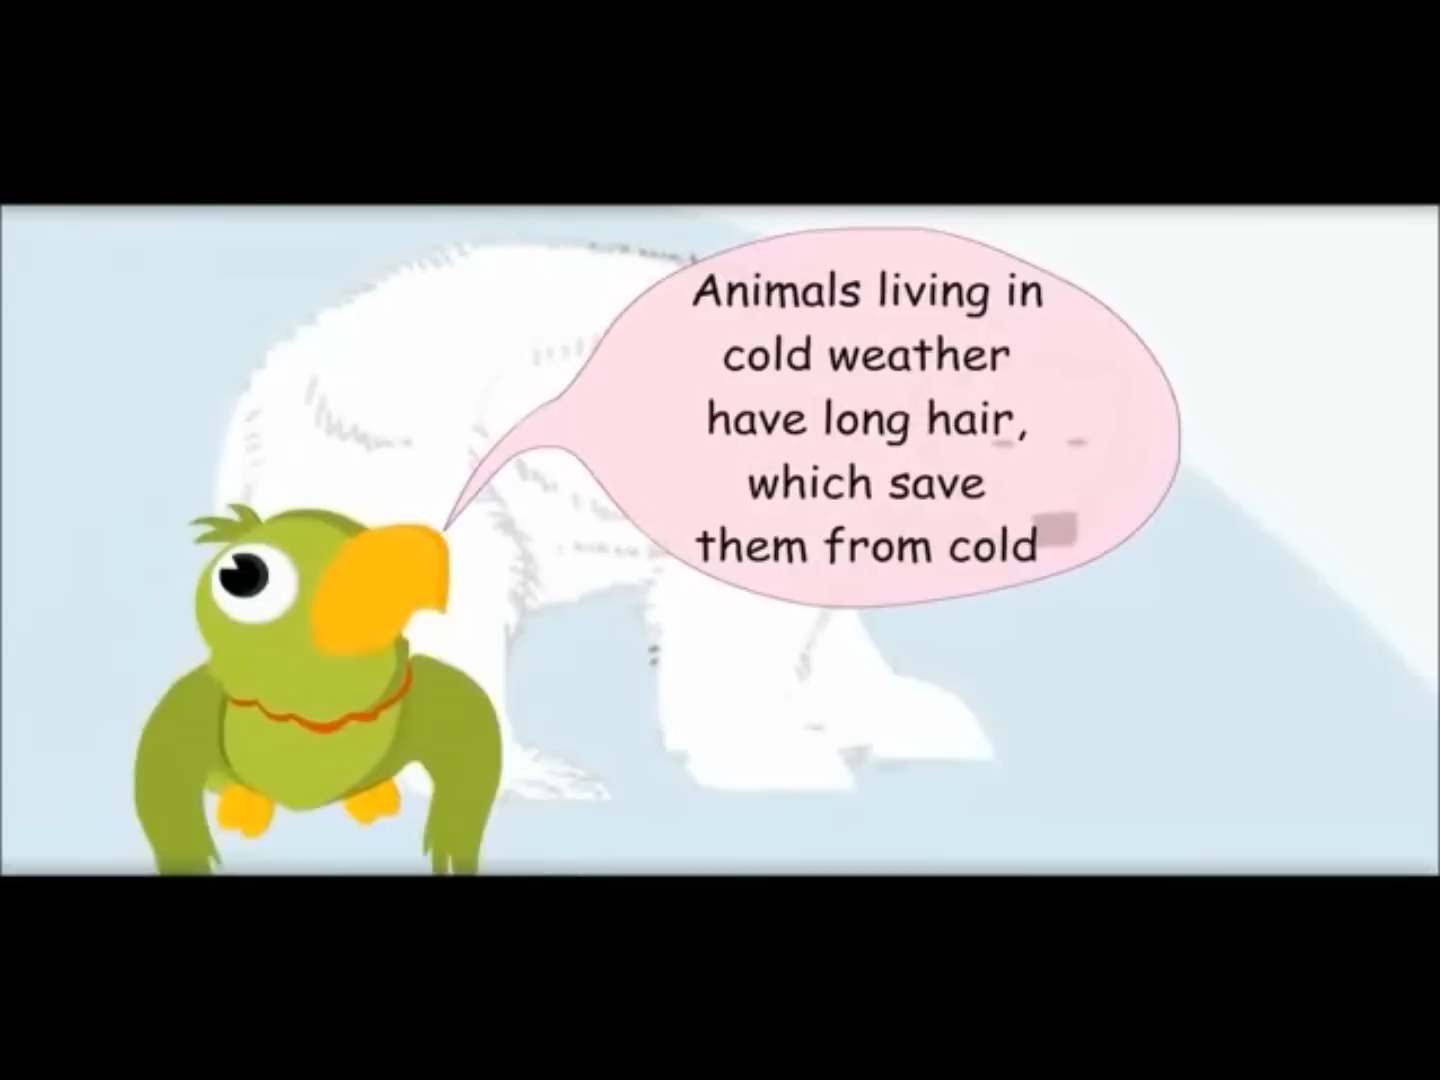 Animals living in
cold weather
have long hair,
which save
them from cold